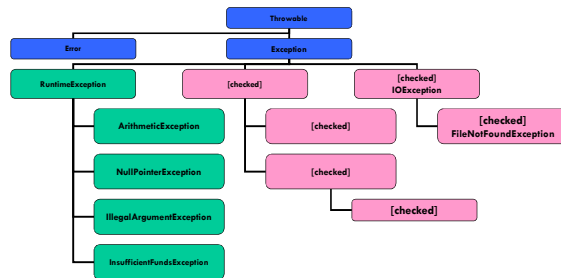 Throwable
Error
Exception
RuntimeException
[checked]
[checked]
IOException
ArithmeticException
[checked]
[checked]
FileNotFoundException
NullPointerException
[checked]
IllegalArgumentException
[checked]
InsufficientFundsException